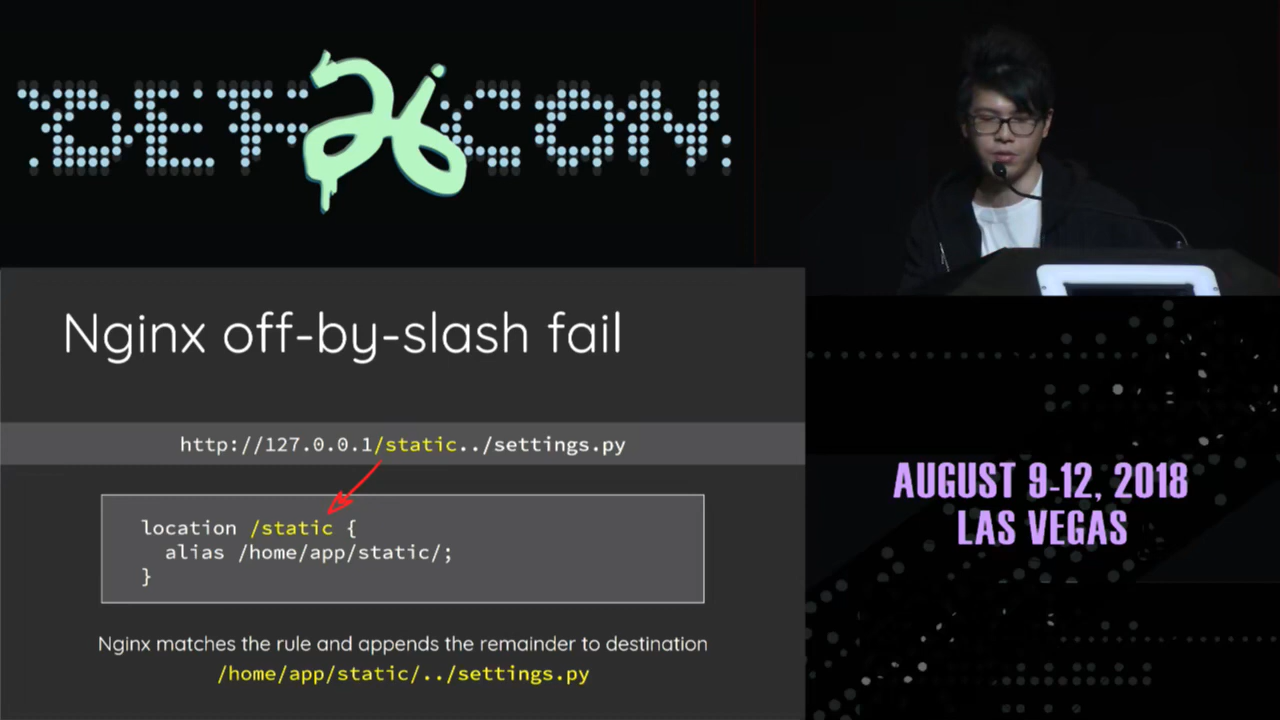 DEF 26 CON
Nginx off-by-slash fail
http://127.0.0.1/static../settings.py
location /static {
alias /home/app/static/;
}
Nginx matches the rule and appends the remainder to destination
/home/app/static/../settings.py
AUGUST 9-12, 2018
LAS VEGAS